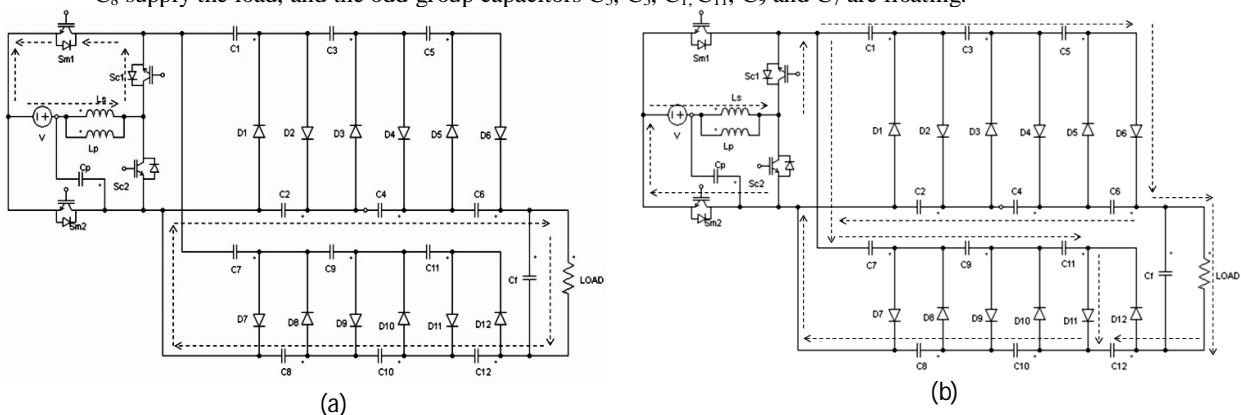 C₈ supply the load, and the odd group capacitors C₅, C₃, C₁, C₁₁, C₉ and C₇ are floating.
Sm1 C1 C3 C5
Sc1
Ls
V D1 D2 D3 D4 D5 D6
Lp
Cp Sc2
C2 C4 C6
Sm2
C7 C9 C11 Cf LOAD
D7 D8 D9 D10 D11 D12
C8 C10 C12
(a)
Sm1 C1 C3 C5
Sc1
Ls
V D1 D2 D3 D4 D5 D6
Lp
Cp Sc2
C2 C4 C6
Sm2
C7 C9 C11 Cf LOAD
D7 D8 D9 D10 D11 D12
C8 C10 C12
(b)